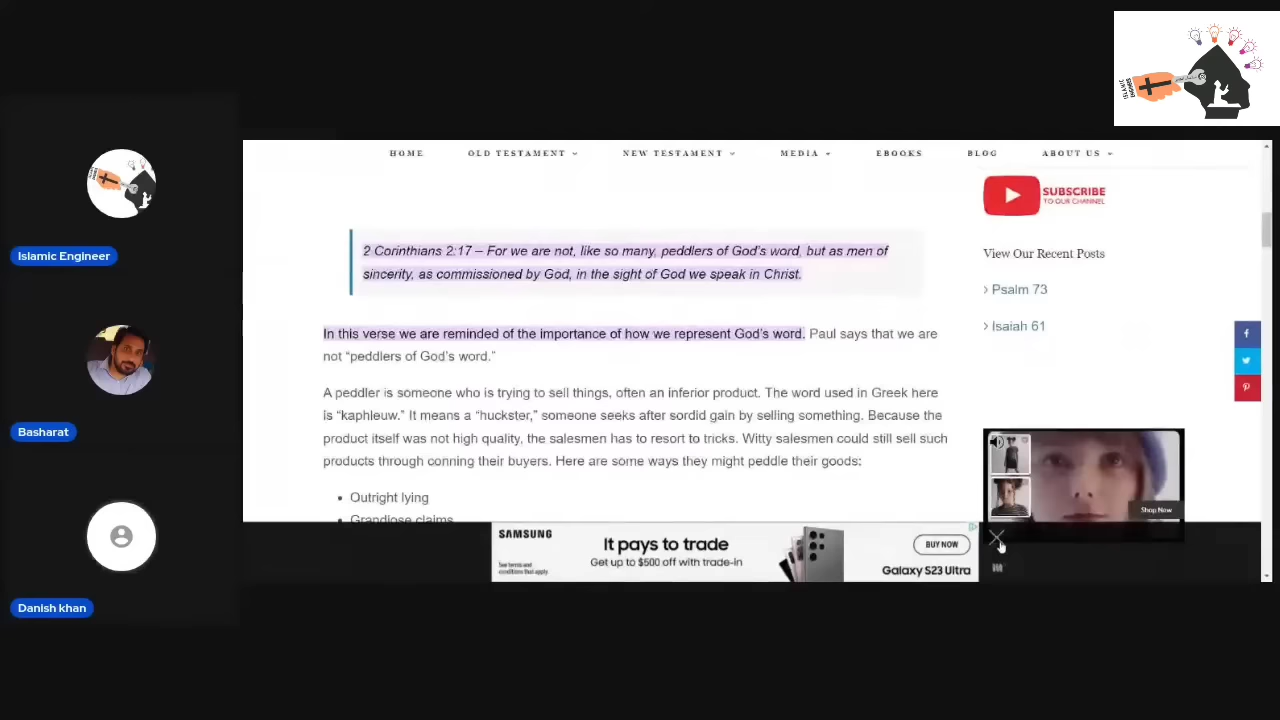 ISLAMIC
ENGINEER
HOME
OLD TESTAMENT
NEW TESTAMENT
MEDIA
EBOOKS
BLOG
ABOUT US
SUBSCRIBE
TO OUR CHANNEL
2 Corinthians 2:17 – For we are not, like so many, peddlers of God's word, but as men of
sincerity, as commissioned by God, in the sight of God we speak in Christ.
View Our Recent Posts
Psalm 73
Isaiah 61
In this verse we are reminded of the importance of how we represent God's word. Paul says that we are
not "peddlers of God's word."
A peddler is someone who is trying to sell things, often an inferior product. The word used in Greek here
is "kaphleuw." It means a "huckster," someone seeks after sordid gain by selling something. Because the
product itself was not high quality, the salesmen has to resort to tricks. Witty salesmen could still sell such
products through conning their buyers. Here are some ways they might peddle their goods:
Outright lying
Grandiose claims
Shop Now
SAMSUNG
See terms and
conditions that apply
It pays to trade
Get up to $500 off with trade-in
BUY NOW
Galaxy S23 Ultra
Islamic Engineer
Basharat
Danish khan